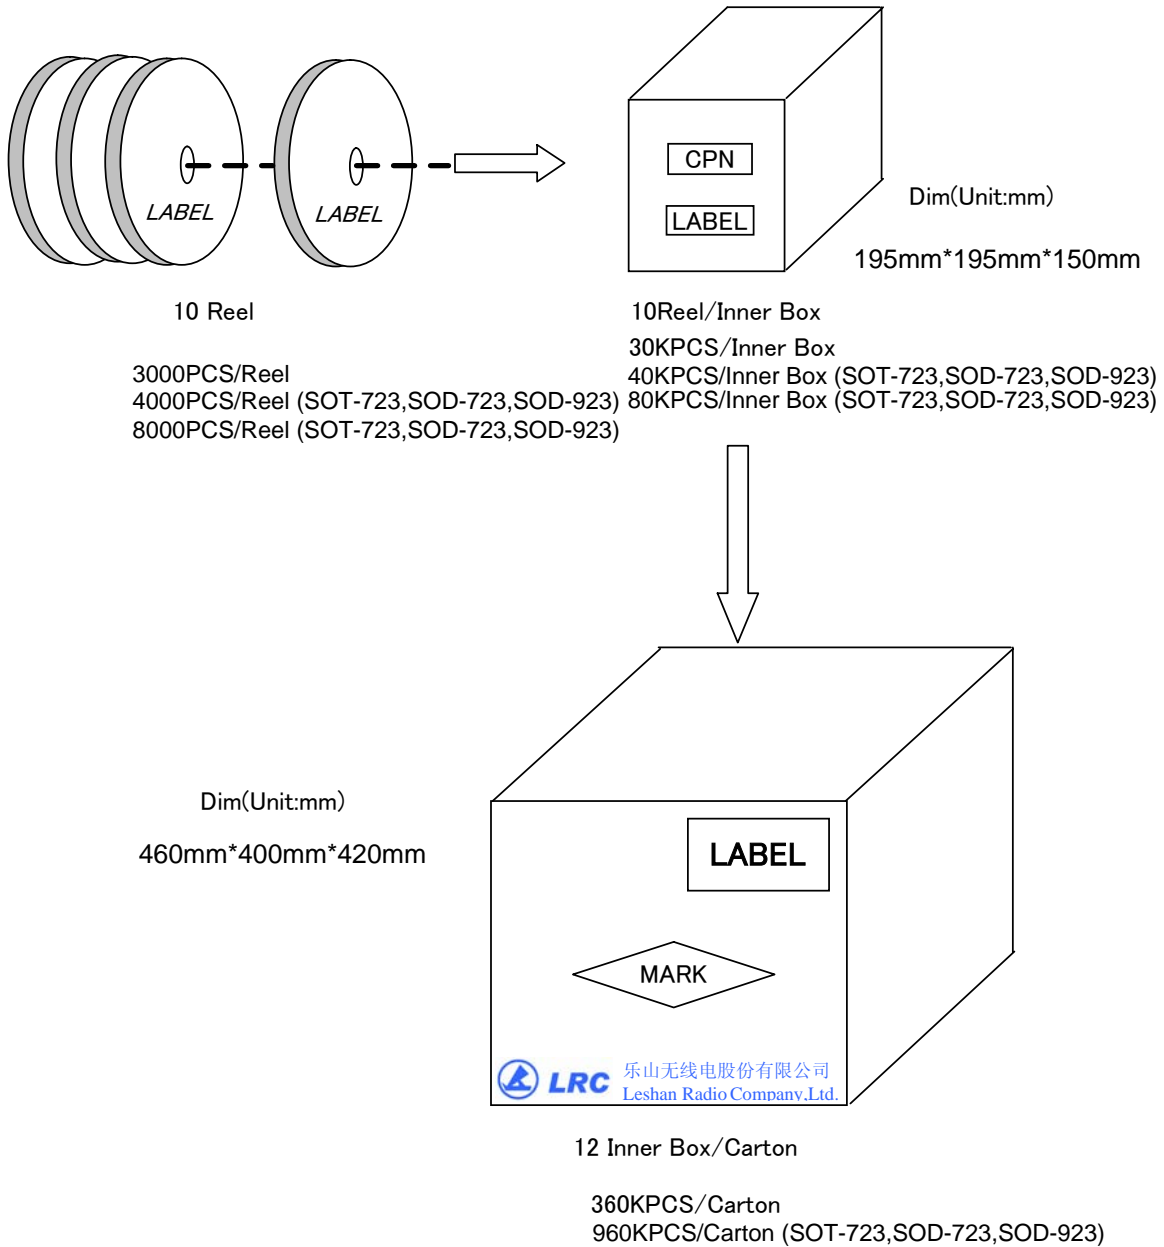 LABEL
LABEL
CPN
LABEL
Dim(Unit:mm)
195mm*195mm*150mm
10 Reel
10Reel/Inner Box
3000PCS/Reel
4000PCS/Reel (SOT-723,SOD-723,SOD-923)
8000PCS/Reel (SOT-723,SOD-723,SOD-923)
30KPCS/Inner Box
40KPCS/Inner Box (SOT-723,SOD-723,SOD-923)
80KPCS/Inner Box (SOT-723,SOD-723,SOD-923)
Dim(Unit:mm)
460mm*400mm*420mm
LABEL
MARK
LRC
乐山无线电股份有限公司
Leshan Radio Company,Ltd.
12 Inner Box/Carton
360KPCS/Carton
960KPCS/Carton (SOT-723,SOD-723,SOD-923)